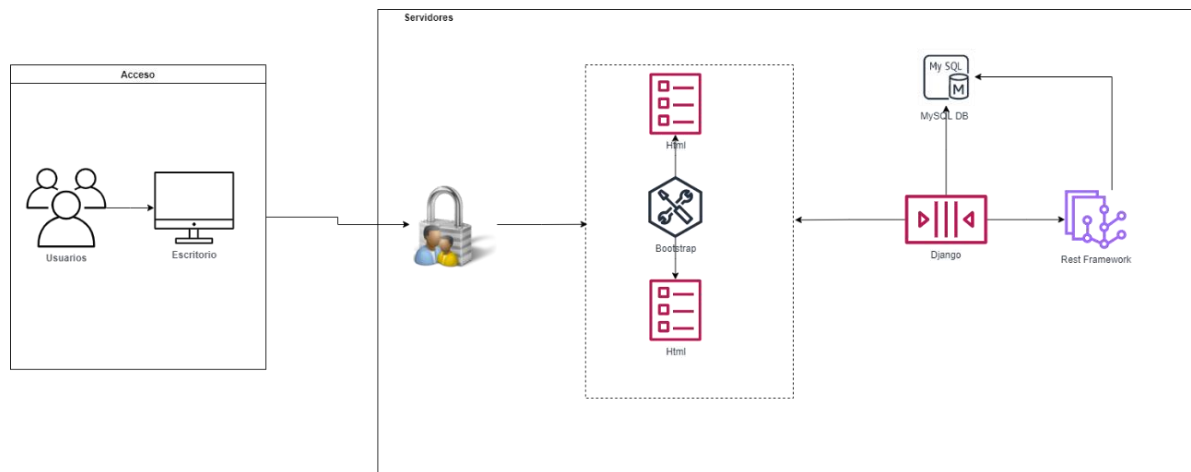 Servidores
Acceso
Usuarios
Escritorio
Html
Bootstrap
Html
My SQL
M
MySQL DB
Django
Rest Framework